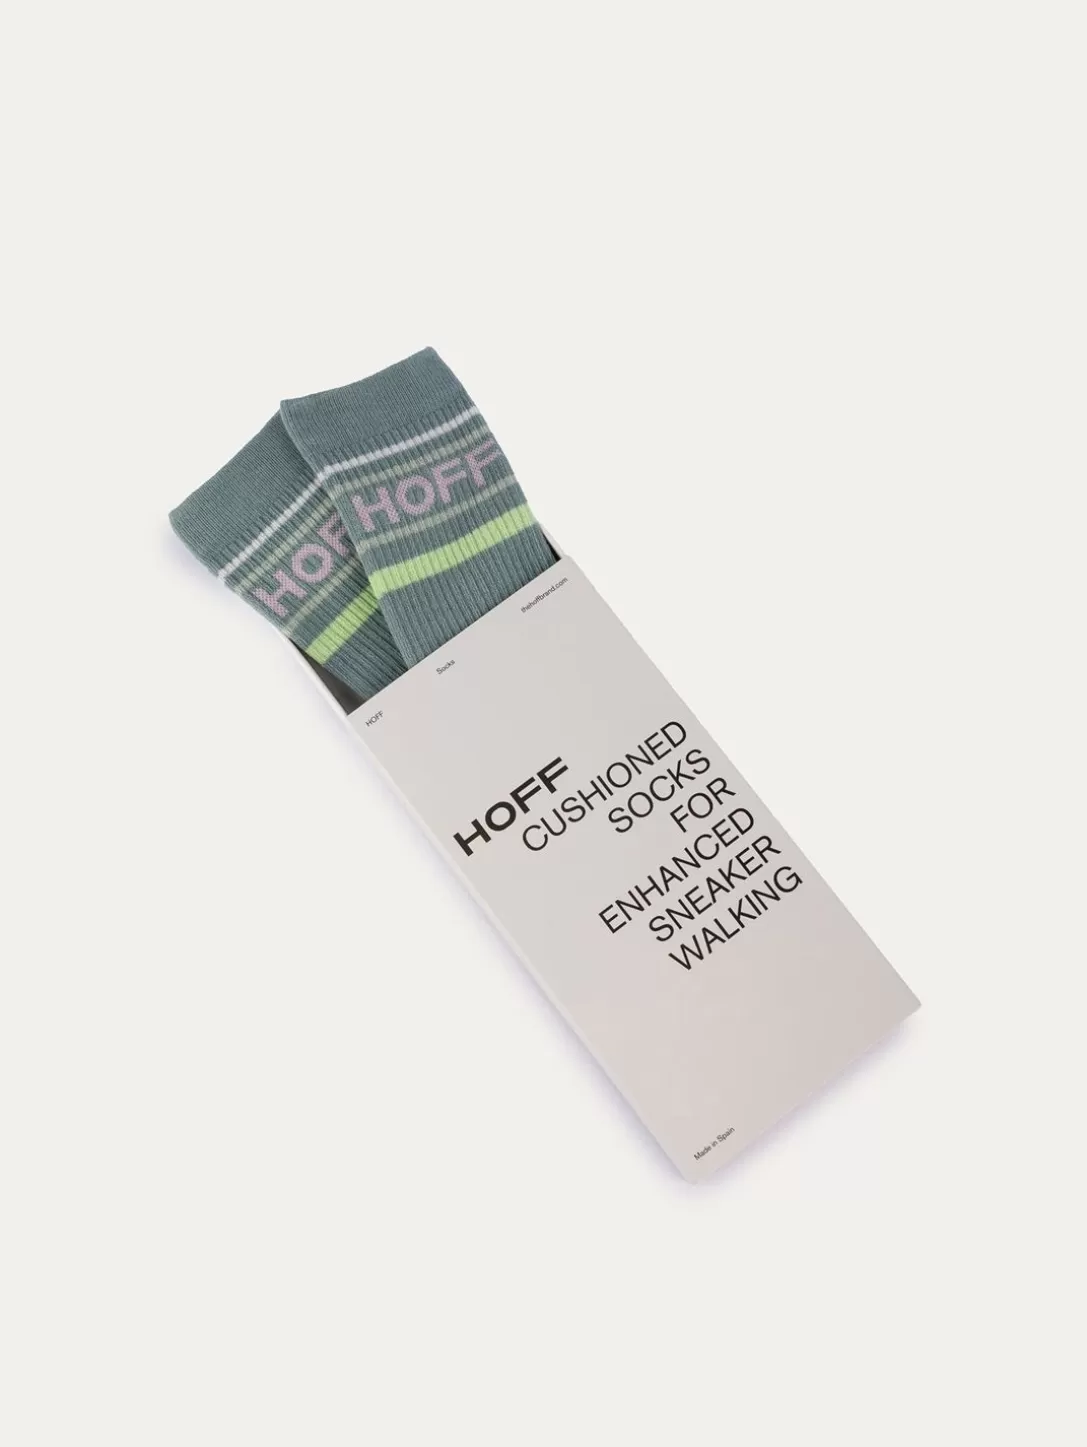 HOFF
HOFF
HOFF
Socks
thehoffbrand.com
HOFF
CUSHIONED
SOCKS
FOR
ENHANCED
SNEAKER
WALKING
Made in Spain